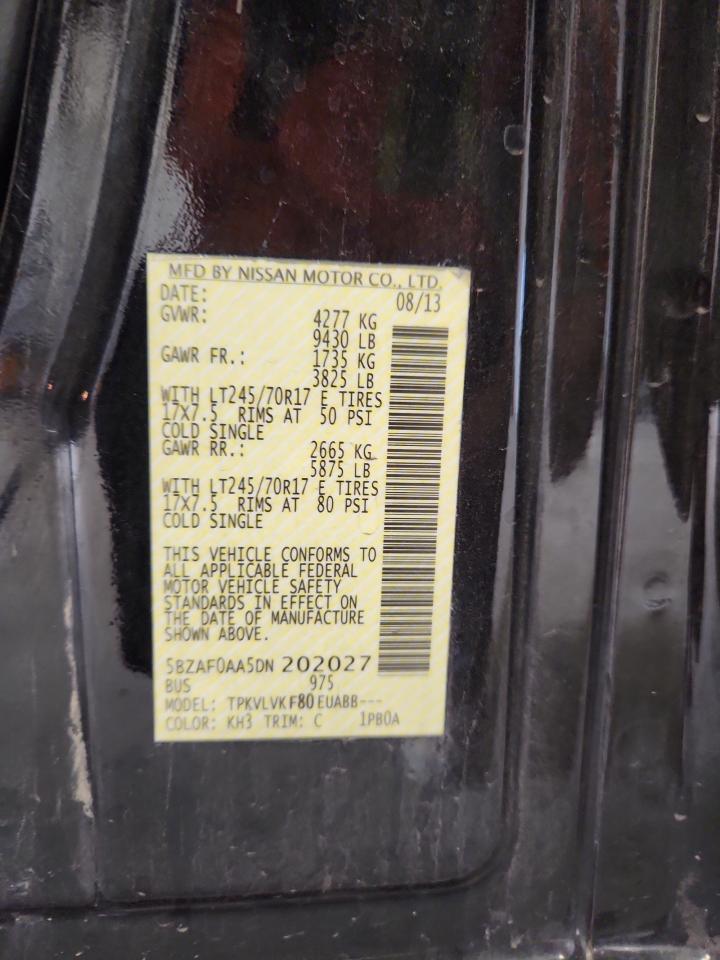 MFD BY NISSAN MOTOR CO., LTD.
DATE: 08/13
GVWR: 4277 KG
9430 LB
GAWR FR.: 1735 KG
3825 LB
WITH LT245/70R17 E TIRES
17X7.5 RIMS AT 50 PSI
COLD SINGLE
GAWR RR.: 2665 KG
5875 LB
WITH LT245/70R17 E TIRES
17X7.5 RIMS AT 80 PSI
COLD SINGLE
THIS VEHICLE CONFORMS TO
ALL APPLICABLE FEDERAL
MOTOR VEHICLE SAFETY
STANDARDS IN EFFECT ON
THE DATE OF MANUFACTURE
SHOWN ABOVE.
5BZAF0AA5DN 202027
BUS 975
MODEL: TPKVLVKF80EUABB---
COLOR: KH3 TRIM: C 1PB0A